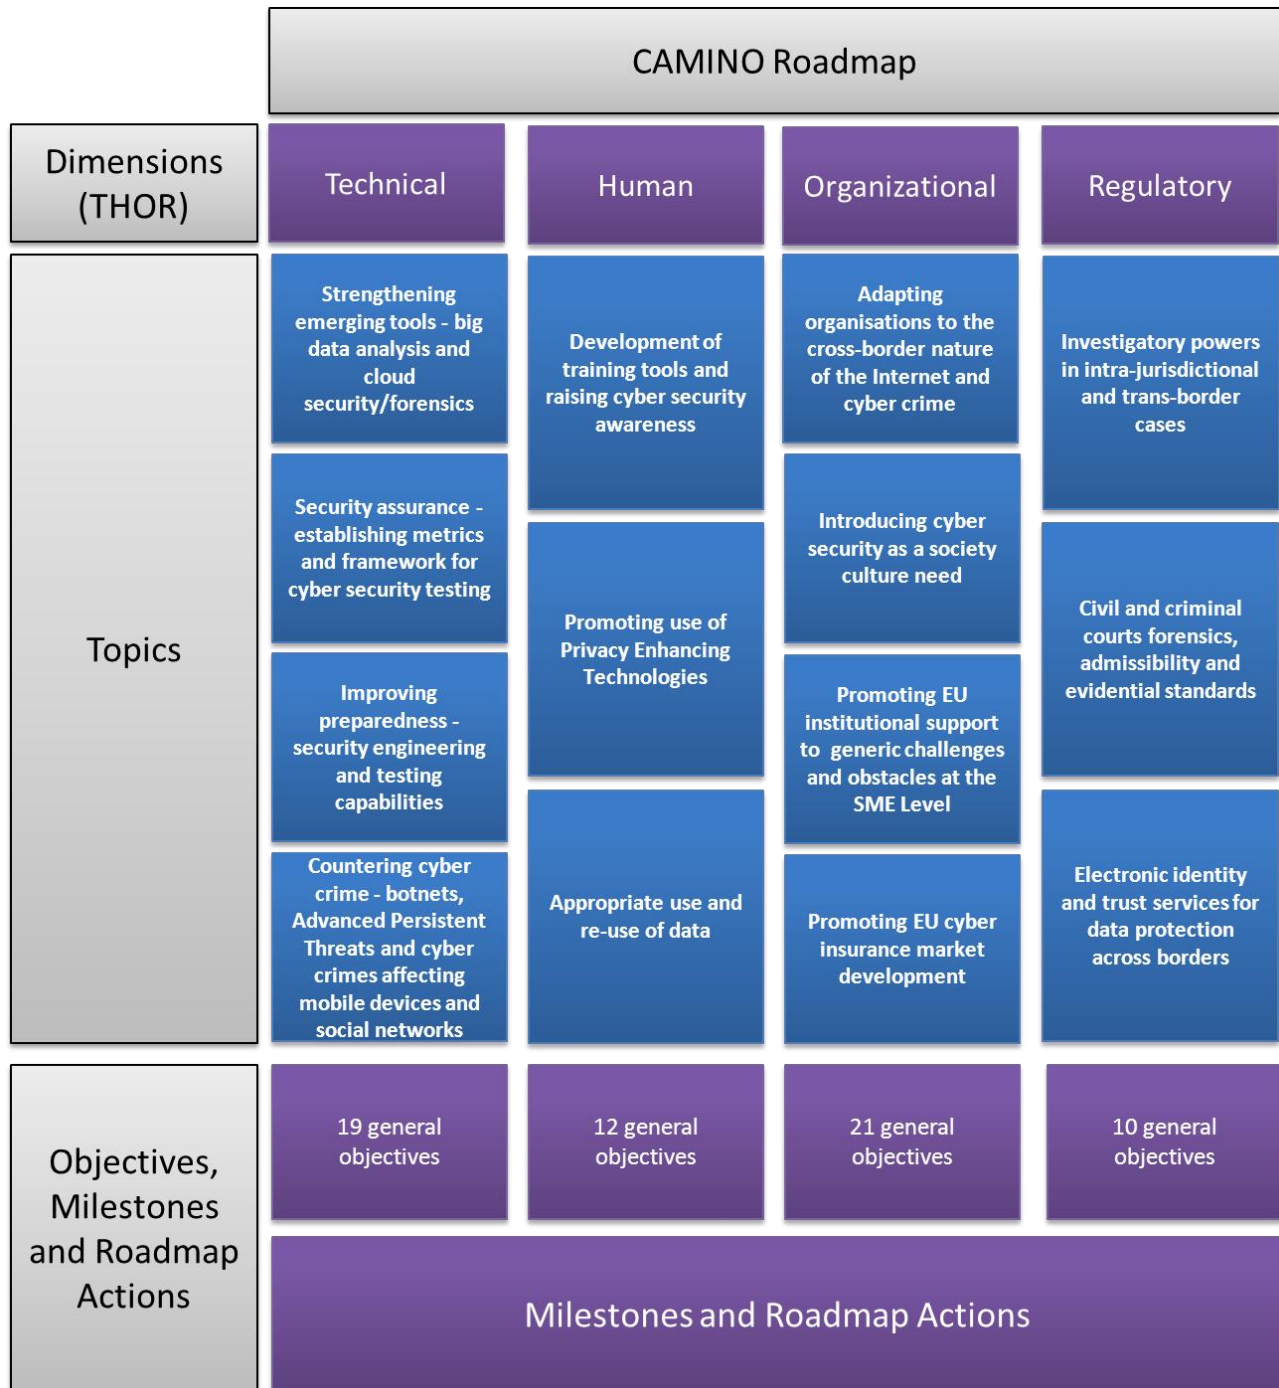 CAMINO Roadmap
Dimensions
(THOR)
Technical
Human
Organizational
Regulatory
Topics
Strengthening
emerging tools - big
data analysis and
cloud
security/forensics
Security assurance -
establishing metrics
and framework for
cyber security testing
Improving
preparedness -
security engineering
and testing
capabilities
Countering cyber
crime - botnets,
Advanced Persistent
Threats and cyber
crimes affecting
mobile devices and
social networks
Development of
training tools and
raising cyber security
awareness
Promoting use of
Privacy Enhancing
Technologies
Appropriate use and
re-use of data
Adapting
organisations to the
cross-border nature
of the Internet and
cyber crime
Introducing cyber
security as a society
culture need
Promoting EU
institutional support
to generic challenges
and obstacles at the
SME Level
Promoting EU cyber
insurance market
development
Investigatory powers
in intra-jurisdictional
and trans-border
cases
Civil and criminal
courts forensics,
admissibility and
evidential standards
Electronic identity
and trust services for
data protection
across borders
Objectives,
Milestones
and Roadmap
Actions
19 general
objectives
12 general
objectives
21 general
objectives
10 general
objectives
Milestones and Roadmap Actions